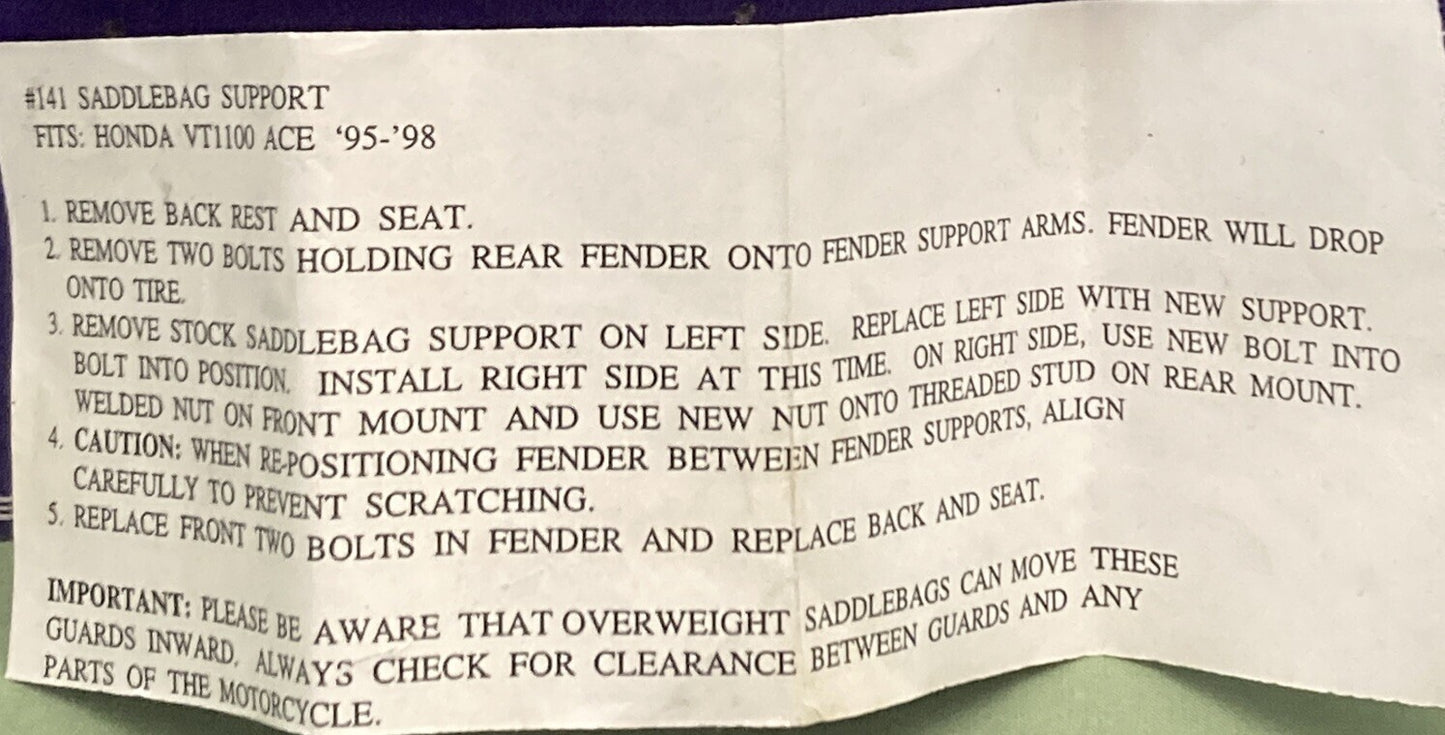 #141 SADDLEBAG SUPPORT
FITS: HONDA VT1100 ACE '95-'98
1. REMOVE BACK REST AND SEAT.
2. REMOVE TWO BOLTS HOLDING REAR FENDER ONTO FENDER SUPPORT ARMS. FENDER WILL DROP
ONTO TIRE.
3. REMOVE STOCK SADDLEBAG SUPPORT ON LEFT SIDE. REPLACE LEFT SIDE WITH NEW SUPPORT.
BOLT INTO POSITION. INSTALL RIGHT SIDE AT THIS TIME. ON RIGHT SIDE, USE NEW BOLT INTO
WELDED NUT ON FRONT MOUNT AND USE NEW NUT ONTO THREADED STUD ON REAR MOUNT.
4. CAUTION: WHEN RE-POSITIONING FENDER BETWEEN FENDER SUPPORTS, ALIGN
CAREFULLY TO PREVENT SCRATCHING.
5. REPLACE FRONT TWO BOLTS IN FENDER AND REPLACE BACK AND SEAT.
IMPORTANT: PLEASE BE AWARE THAT OVERWEIGHT SADDLEBAGS CAN MOVE THESE
GUARDS INWARD. ALWAYS CHECK FOR CLEARANCE BETWEEN GUARDS AND ANY
PARTS OF THE MOTORCYCLE.